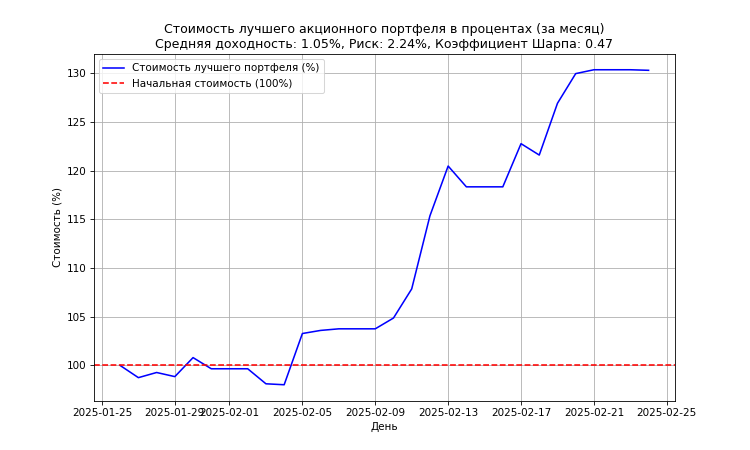 Стоимость лучшего акционного портфеля в процентах (за месяц)
Средняя доходность: 1.05%, Риск: 2.24%, Коэффициент Шарпа: 0.47
Стоимость лучшего портфеля (%)
Начальная стоимость (100%)
Стоимость (%)
130
125
120
115
110
105
100
2025-01-25 2025-01-29 2025-02-01 2025-02-05 2025-02-09 2025-02-13 2025-02-17 2025-02-21 2025-02-25
День